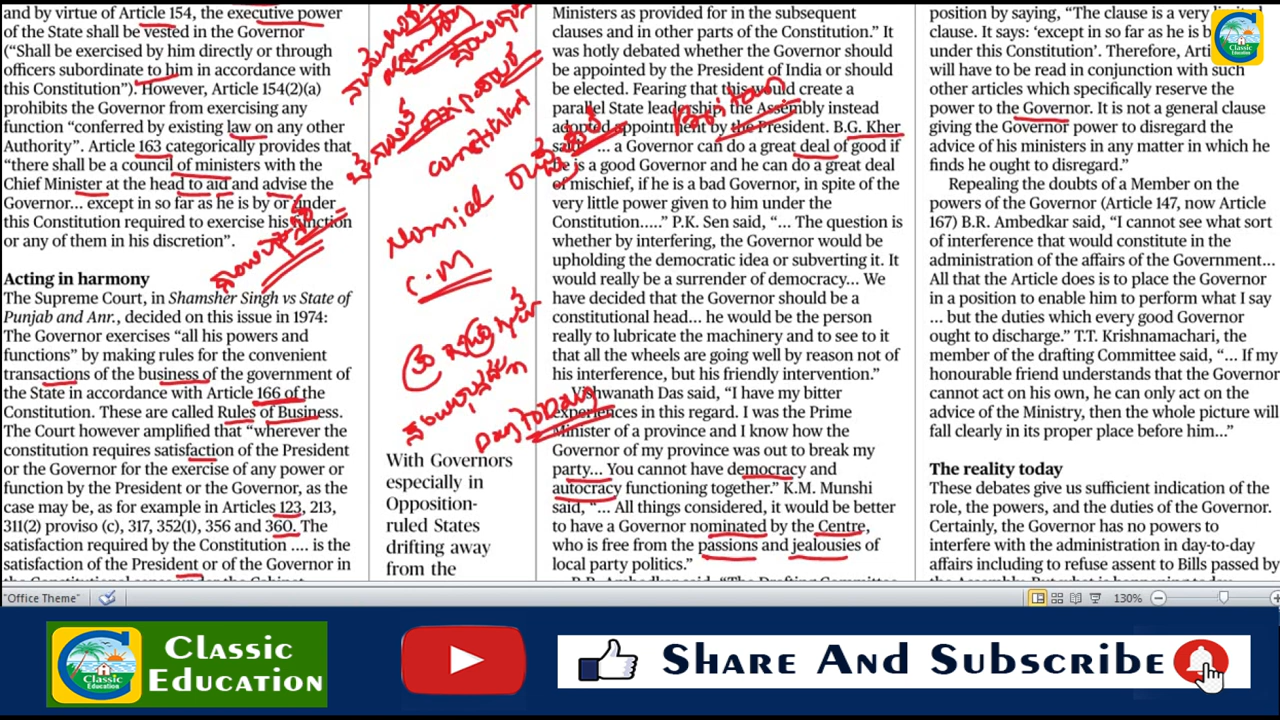 and by virtue of Article 154, the executive power
of the State shall be vested in the Governor
(“Shall be exercised by him directly or through
officers subordinate to him in accordance with
this Constitution”). However, Article 154(2)(a)
prohibits the Governor from exercising any
function “conferred by existing law on any other
Authority”. Article 163 categorically provides that
“there shall be a council of ministers with the
Chief Minister at the head to aid and advise the
Governor… except in so far as he is by or under
this Constitution required to exercise his function
or any of them in his discretion”.
Acting in harmony
The Supreme Court, in Shamsher Singh vs State of
Punjab and Anr., decided on this issue in 1974:
The Governor exercises “all his powers and
functions” by making rules for the convenient
transactions of the business of the government of
the State in accordance with Article 166 of the
Constitution. These are called Rules of Business.
The Court however amplified that “wherever the
constitution requires satisfaction of the President
or the Governor for the exercise of any power or
function by the President or the Governor, as the
case may be, as for example in Articles 123, 213,
311(2) proviso (c), 317, 352(1), 356 and 360. The
satisfaction required by the Constitution .... is the
satisfaction of the President or of the Governor in
Nomial
C.M
Day to Day
With Governors
especially in
Opposition-
ruled States
drifting away
from the
Ministers as provided for in the subsequent
clauses and in other parts of the Constitution.” It
was hotly debated whether the Governor should
be appointed by the President of India or should
be elected. Fearing that this would create a
parallel State leadership, the Assembly instead
adopted appointment by the President. B.G. Kher
said: “… a Governor can do a great deal of good if
he is a good Governor and he can do a great deal
of mischief, if he is a bad Governor, in spite of the
very little power given to him under the
Constitution.....” P.K. Sen said, “… The question is
whether by interfering, the Governor would be
upholding the democratic idea or subverting it. It
would really be a surrender of democracy… We
have decided that the Governor should be a
constitutional head… he would be the person
really to lubricate the machinery and to see to it
that all the wheels are going well by reason not of
his interference, but his friendly intervention.”
Vishwanath Das said, “I have my bitter
experiences in this regard. I was the Prime
Minister of a province and I know how the
Governor of my province was out to break my
party… You cannot have democracy and
autocracy functioning together.” K.M. Munshi
said, “… All things considered, it would be better
to have a Governor nominated by the Centre,
who is free from the passions and jealousies of
local party politics.”
position by saying, “The clause is a very limited
clause. It says: ‘except in so far as he is
under this Constitution’. Therefore,
will have to be read in conjunction with such
other articles which specifically reserve the
power to the Governor. It is not a general clause
giving the Governor power to disregard the
advice of his ministers in any matter in which he
finds he ought to disregard.”
Repealing the doubts of a Member on the
powers of the Governor (Article 147, now Article
167) B.R. Ambedkar said, “I cannot see what sort
of interference that would constitute in the
administration of the affairs of the Government…
All that the Article does is to place the Governor
in a position to enable him to perform what I say
… but the duties which every good Governor
ought to discharge.” T.T. Krishnamachari, the
member of the drafting Committee said, “… If my
honourable friend understands that the Governor
cannot act on his own, he can only act on the
advice of the Ministry, then the whole picture will
fall clearly in its proper place before him…”
The reality today
These debates give us sufficient indication of the
role, the powers, and the duties of the Governor.
Certainly, the Governor has no powers to
interfere with the administration in day-to-day
affairs including to refuse assent to Bills passed by
Classic
Education
"Office Theme"
130%
Classic
Education
Classic
Education
Share And Subscribe